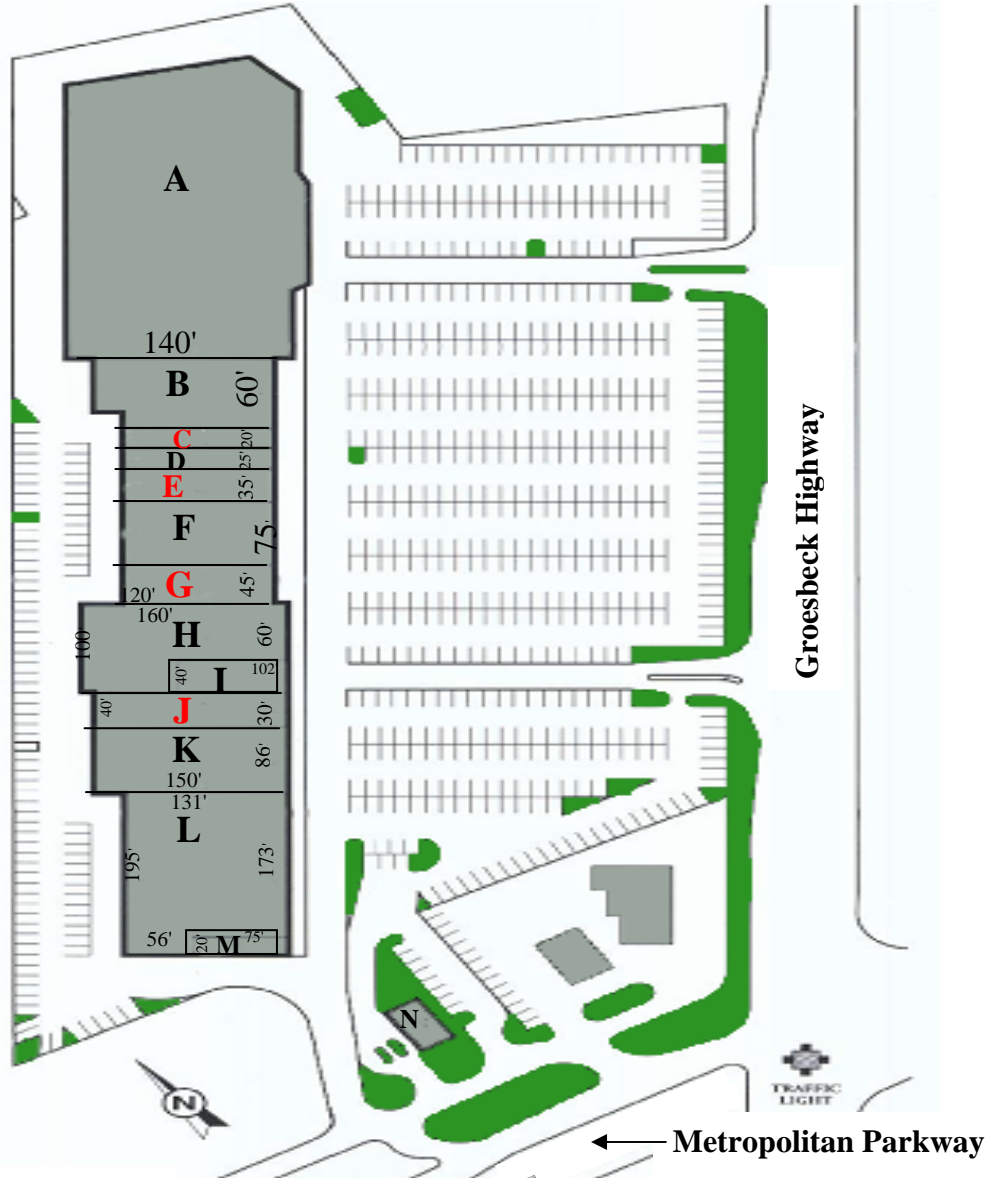 A
140'
B
60'
C
20'
D
25'
E
35'
F
75'
G
45'
120'
160'
100'
H
60'
I
40'
102
J
40'
30'
K
86'
150'
131'
L
195'
173'
56'
20'
M
75'
N
Groesbeck Highway
N
TRAFFIC
LIGHT
Metropolitan Parkway